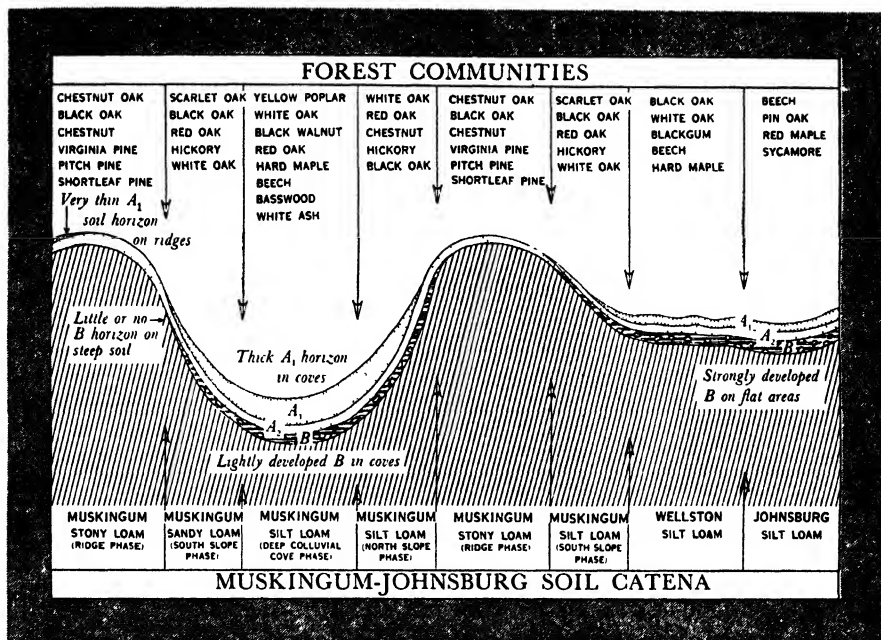 FOREST COMMUNITIES
CHESTNUT OAK
BLACK OAK
CHESTNUT
VIRGINIA PINE
PITCH PINE
SHORTLEAF PINE
SCARLET OAK
BLACK OAK
RED OAK
HICKORY
WHITE OAK
YELLOW POPLAR
WHITE OAK
BLACK WALNUT
RED OAK
HARD MAPLE
BEECH
BASSWOOD
WHITE ASH
WHITE OAK
RED OAK
CHESTNUT
HICKORY
BLACK OAK
CHESTNUT OAK
BLACK OAK
CHESTNUT
VIRGINIA PINE
PITCH PINE
SHORTLEAF PINE
SCARLET OAK
BLACK OAK
RED OAK
HICKORY
WHITE OAK
BLACK OAK
WHITE OAK
BLACKGUM
BEECH
HARD MAPLE
BEECH
PIN OAK
RED MAPLE
SYCAMORE
Very thin A1
soil horizon
on ridges
Little or no
B horizon on
steep soil
Thick A1 horizon
in coves
A1
A2
B
Lightly developed B in coves
A1
A2
B
Strongly developed
B on flat areas
MUSKINGUM
STONY LOAM
(RIDGE PHASE)
MUSKINGUM
SANDY LOAM
(SOUTH SLOPE
PHASE)
MUSKINGUM
SILT LOAM
(DEEP COLLUVIAL
COVE PHASE)
MUSKINGUM
SILT LOAM
(NORTH SLOPE
PHASE)
MUSKINGUM
STONY LOAM
(RIDGE PHASE)
MUSKINGUM
SILT LOAM
(SOUTH SLOPE
PHASE)
WELLSTON
SILT LOAM
JOHNSBURG
SILT LOAM
MUSKINGUM-JOHNSBURG SOIL CATENA